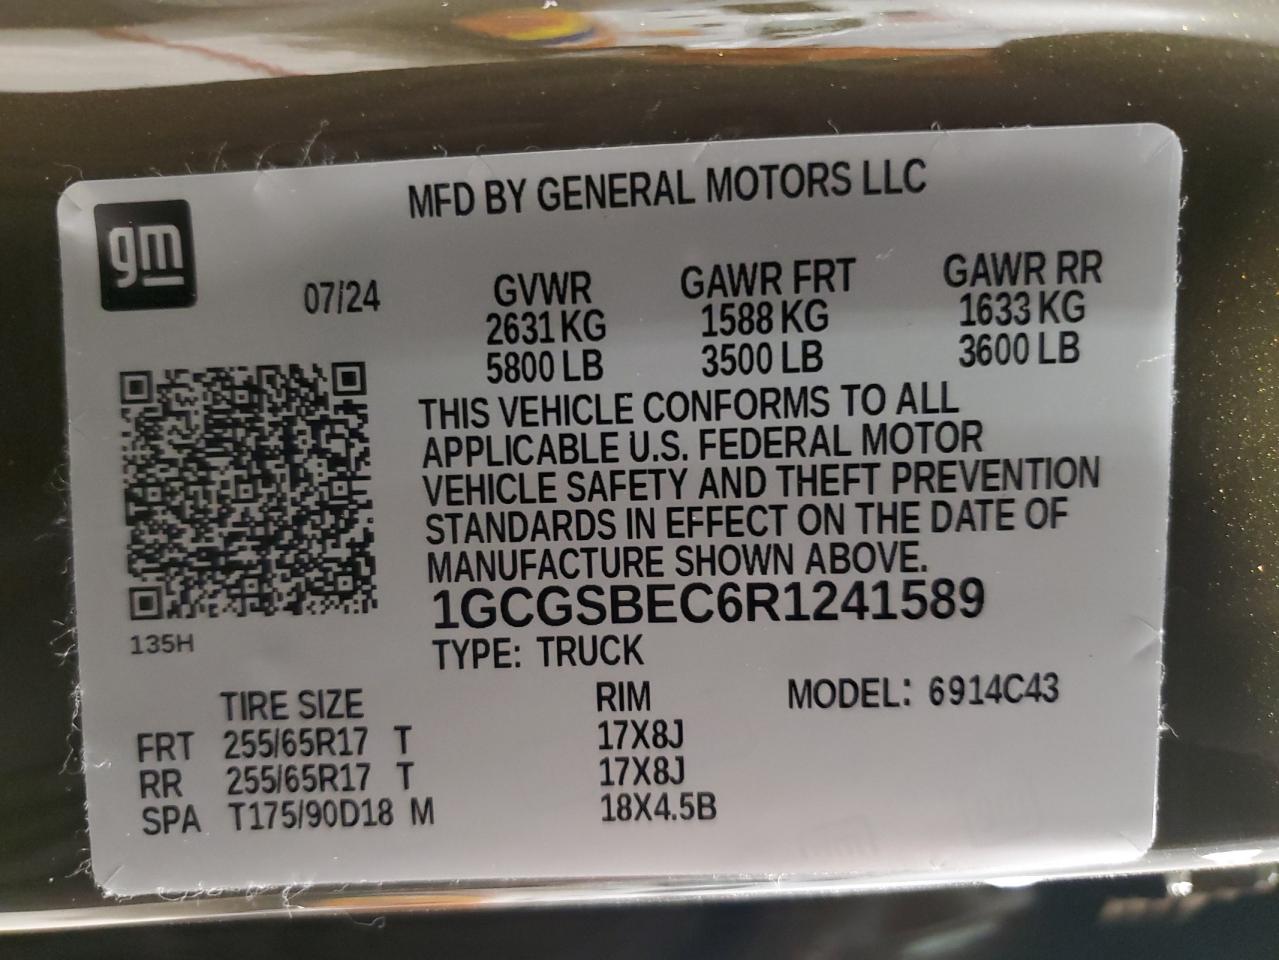 MFD BY GENERAL MOTORS LLC
gm
07/24 GVWR GAWR FRT GAWR RR
2631 KG 1588 KG 1633 KG
5800 LB 3500 LB 3600 LB
THIS VEHICLE CONFORMS TO ALL
APPLICABLE U.S. FEDERAL MOTOR
VEHICLE SAFETY AND THEFT PREVENTION
STANDARDS IN EFFECT ON THE DATE OF
MANUFACTURE SHOWN ABOVE.
1GCGSBEC6R1241589
135H
TYPE: TRUCK
TIRE SIZE RIM MODEL: 6914C43
FRT 255/65R17 T 17X8J
RR 255/65R17 T 17X8J
SPA T175/90D18 M 18X4.5B